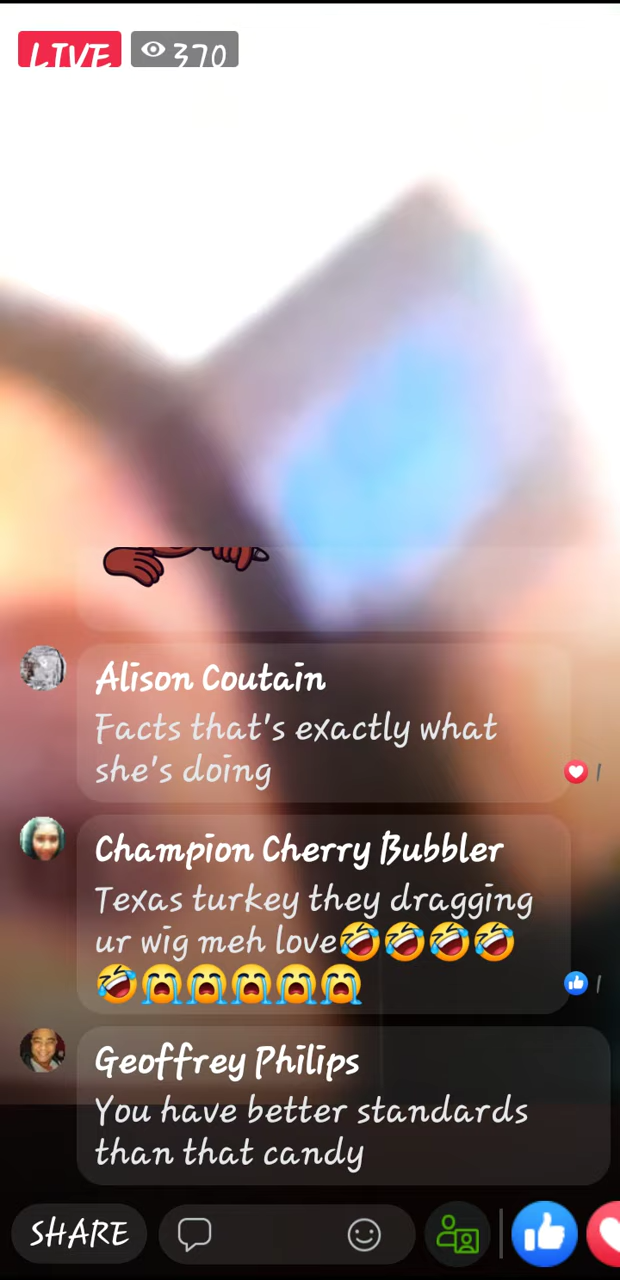 LIVE 370
Alison Coutain
Facts that's exactly what
she's doing
1
Champion Cherry Bubbler
Texas turkey they dragging
ur wig meh love🤣🤣🤣🤣
🤣😭😭😭😭😭
1
Geoffrey Philips
You have better standards
than that candy
SHARE